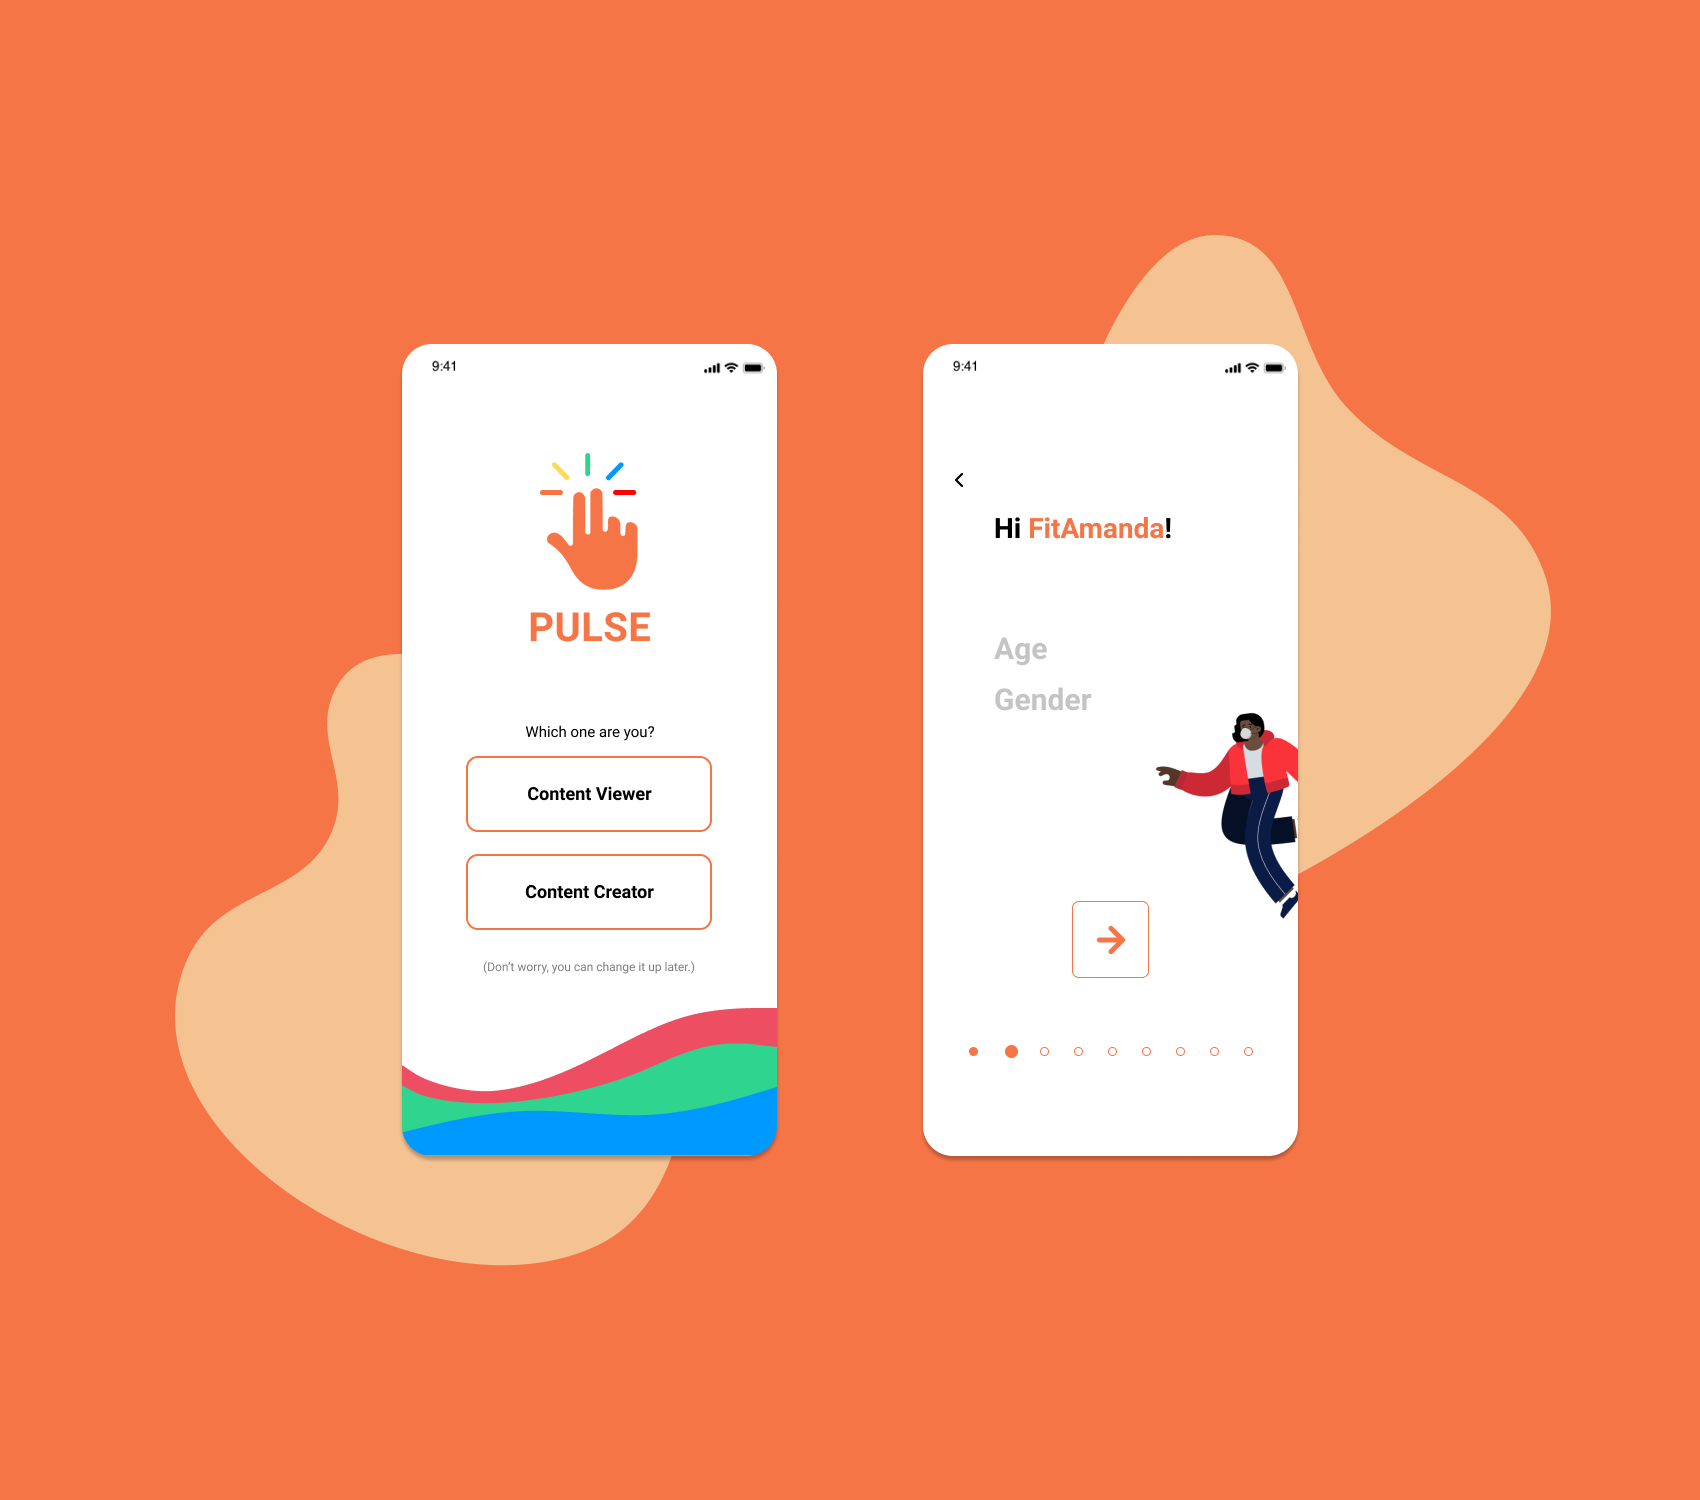 9:41
PULSE
Which one are you?
Content Viewer
Content Creator
(Don't worry, you can change it up later.)
9:41
Hi FitAmanda!
Age
Gender